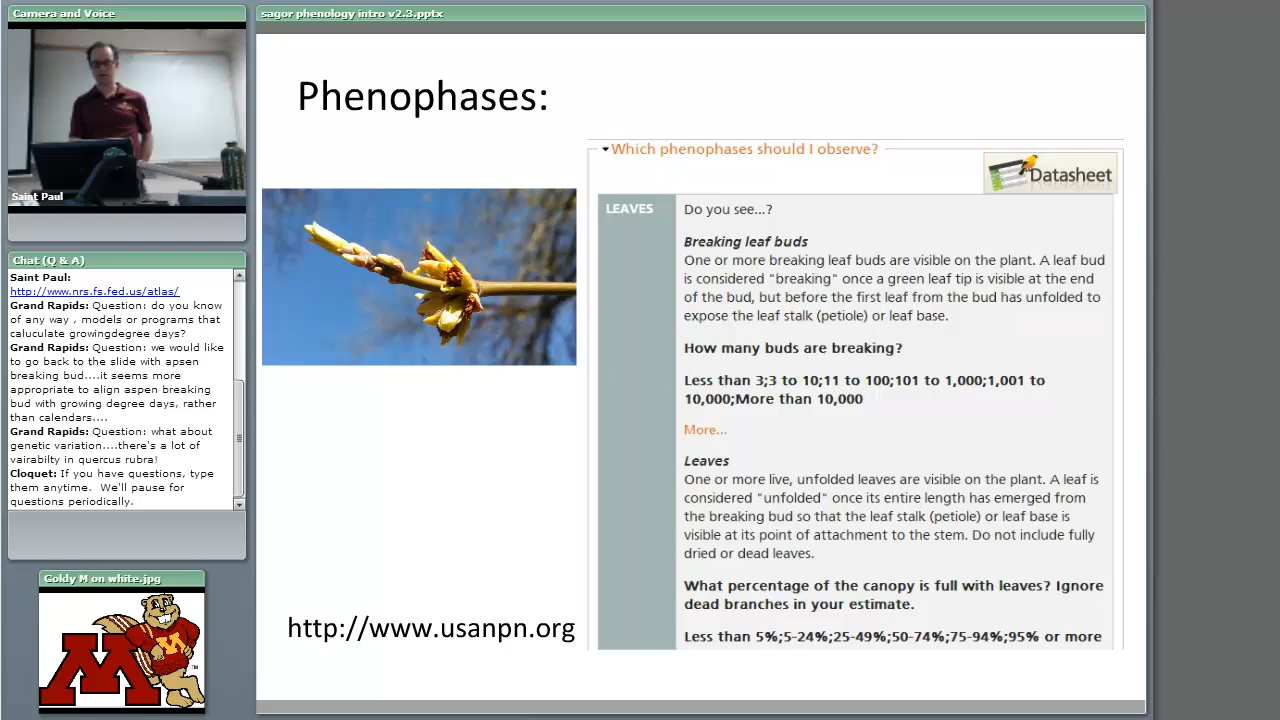 Camera and Voice
Saint Paul
Chat (Q & A)
Saint Paul:
http://www.nrs.fs.fed.us/atlas/
Grand Rapids: Question: do you know
of any way , models or programs that
caluculate growingdegree days?
Grand Rapids: Question: we would like
to go back to the slide with apsen
breaking bud....it seems more
appropriate to align aspen breaking
bud with growing degree days, rather
than calendars....
Grand Rapids: Question: what about
genetic variation....there's a lot of
vairabilty in quercus rubra!
Cloquet: If you have questions, type
them anytime.  We'll pause for
questions periodically.
Goldy M on white.jpg
M
M
TM
sagor phenology intro v2.3.pptx
Phenophases:
http://www.usanpn.org
Which phenophases should I observe?
Datasheet
LEAVES
Do you see...?
Breaking leaf buds
One or more breaking leaf buds are visible on the plant. A leaf bud
is considered "breaking" once a green leaf tip is visible at the end
of the bud, but before the first leaf from the bud has unfolded to
expose the leaf stalk (petiole) or leaf base.
How many buds are breaking?
Less than 3;3 to 10;11 to 100;101 to 1,000;1,001 to
10,000;More than 10,000
More...
Leaves
One or more live, unfolded leaves are visible on the plant. A leaf is
considered "unfolded" once its entire length has emerged from
the breaking bud so that the leaf stalk (petiole) or leaf base is
visible at its point of attachment to the stem. Do not include fully
dried or dead leaves.
What percentage of the canopy is full with leaves? Ignore
dead branches in your estimate.
Less than 5%;5-24%;25-49%;50-74%;75-94%;95% or more